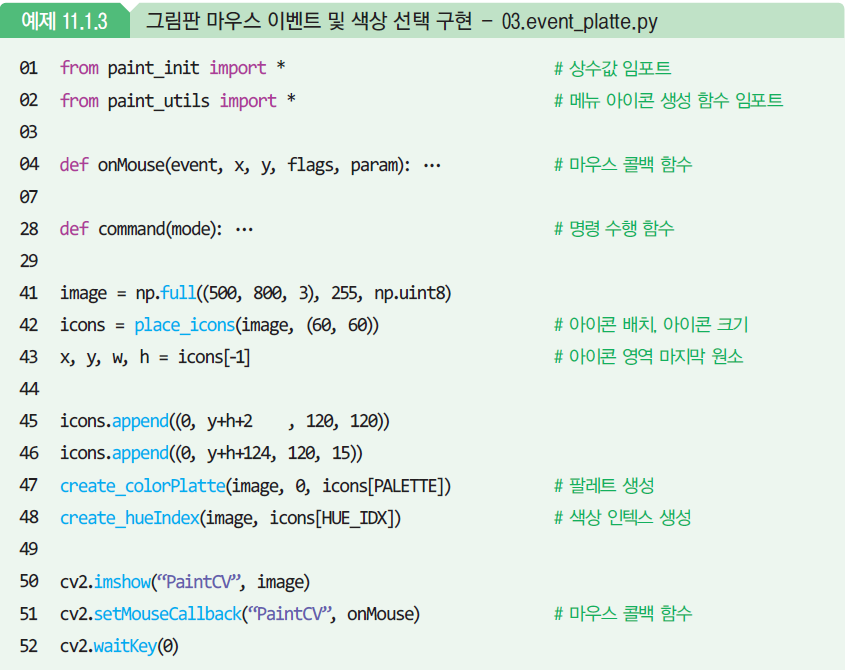 예제 11.1.3 그림판 마우스 이벤트 및 색상 선택 구현 - 03.event_platte.py
01 from paint_init import * # 상수값 임포트
02 from paint_utils import * # 메뉴 아이콘 생성 함수 임포트
03
04 def onMouse(event, x, y, flags, param): … # 마우스 콜백 함수
07
28 def command(mode): … # 명령 수행 함수
29
41 image = np.full((500, 800, 3), 255, np.uint8)
42 icons = place_icons(image, (60, 60)) # 아이콘 배치, 아이콘 크기
43 x, y, w, h = icons[-1] # 아이콘 영역 마지막 원소
44
45 icons.append((0, y+h+2 , 120, 120))
46 icons.append((0, y+h+124, 120, 15))
47 create_colorPlatte(image, 0, icons[PALETTE]) # 팔레트 생성
48 create_hueIndex(image, icons[HUE_IDX]) # 색상 인텍스 생성
49
50 cv2.imshow(“PaintCV”, image)
51 cv2.setMouseCallback(“PaintCV”, onMouse) # 마우스 콜백 함수
52 cv2.waitKey(0)